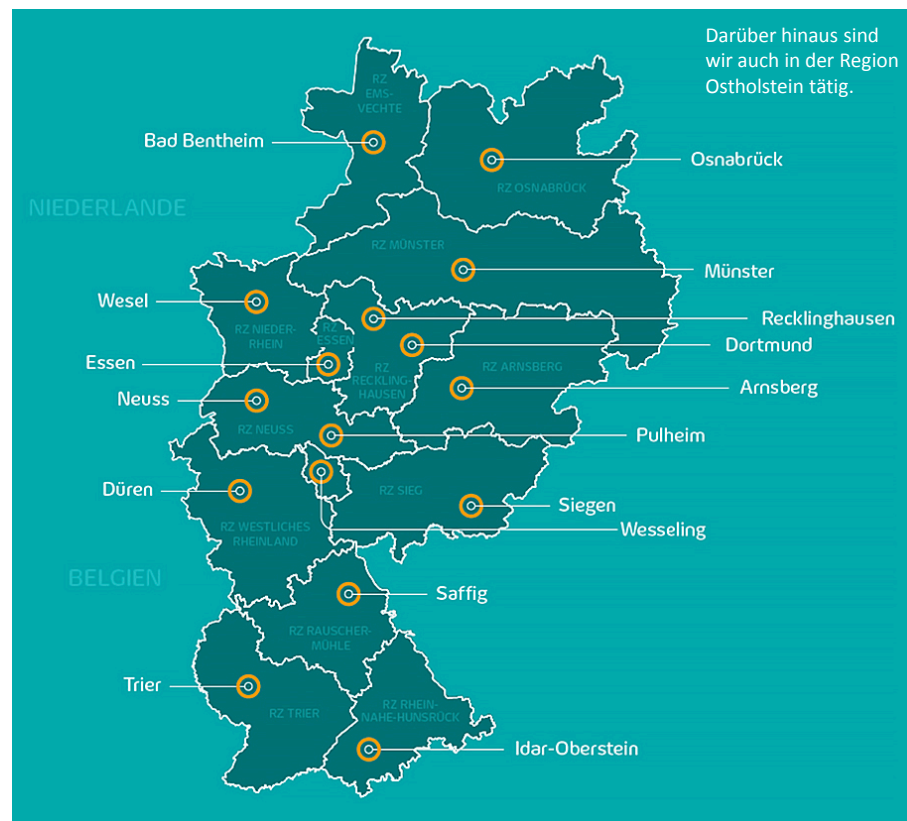 Darüber hinaus sind
wir auch in der Region
Ostholstein tätig.
RZ
EMS-
VECHTE
Bad Bentheim
Osnabrück
RZ OSNABRÜCK
NIEDERLANDE
RZ MÜNSTER
Münster
Wesel
Recklinghausen
RZ NIEDER-
RHEIN
RZ
ESSEN
Dortmund
Essen
RZ
RECKLING-
HAUSEN
RZ ARNSBERG
Arnsberg
Neuss
RZ NEUSS
Pulheim
Düren
RZ SIEG
Siegen
RZ WESTLICHES
RHEINLAND
Wesseling
BELGIEN
Saffig
RZ RAUSCHER-
MÜHLE
Trier
RZ TRIER
RZ RHEIN-
NAHE-HUNSRÜCK
Idar-Oberstein